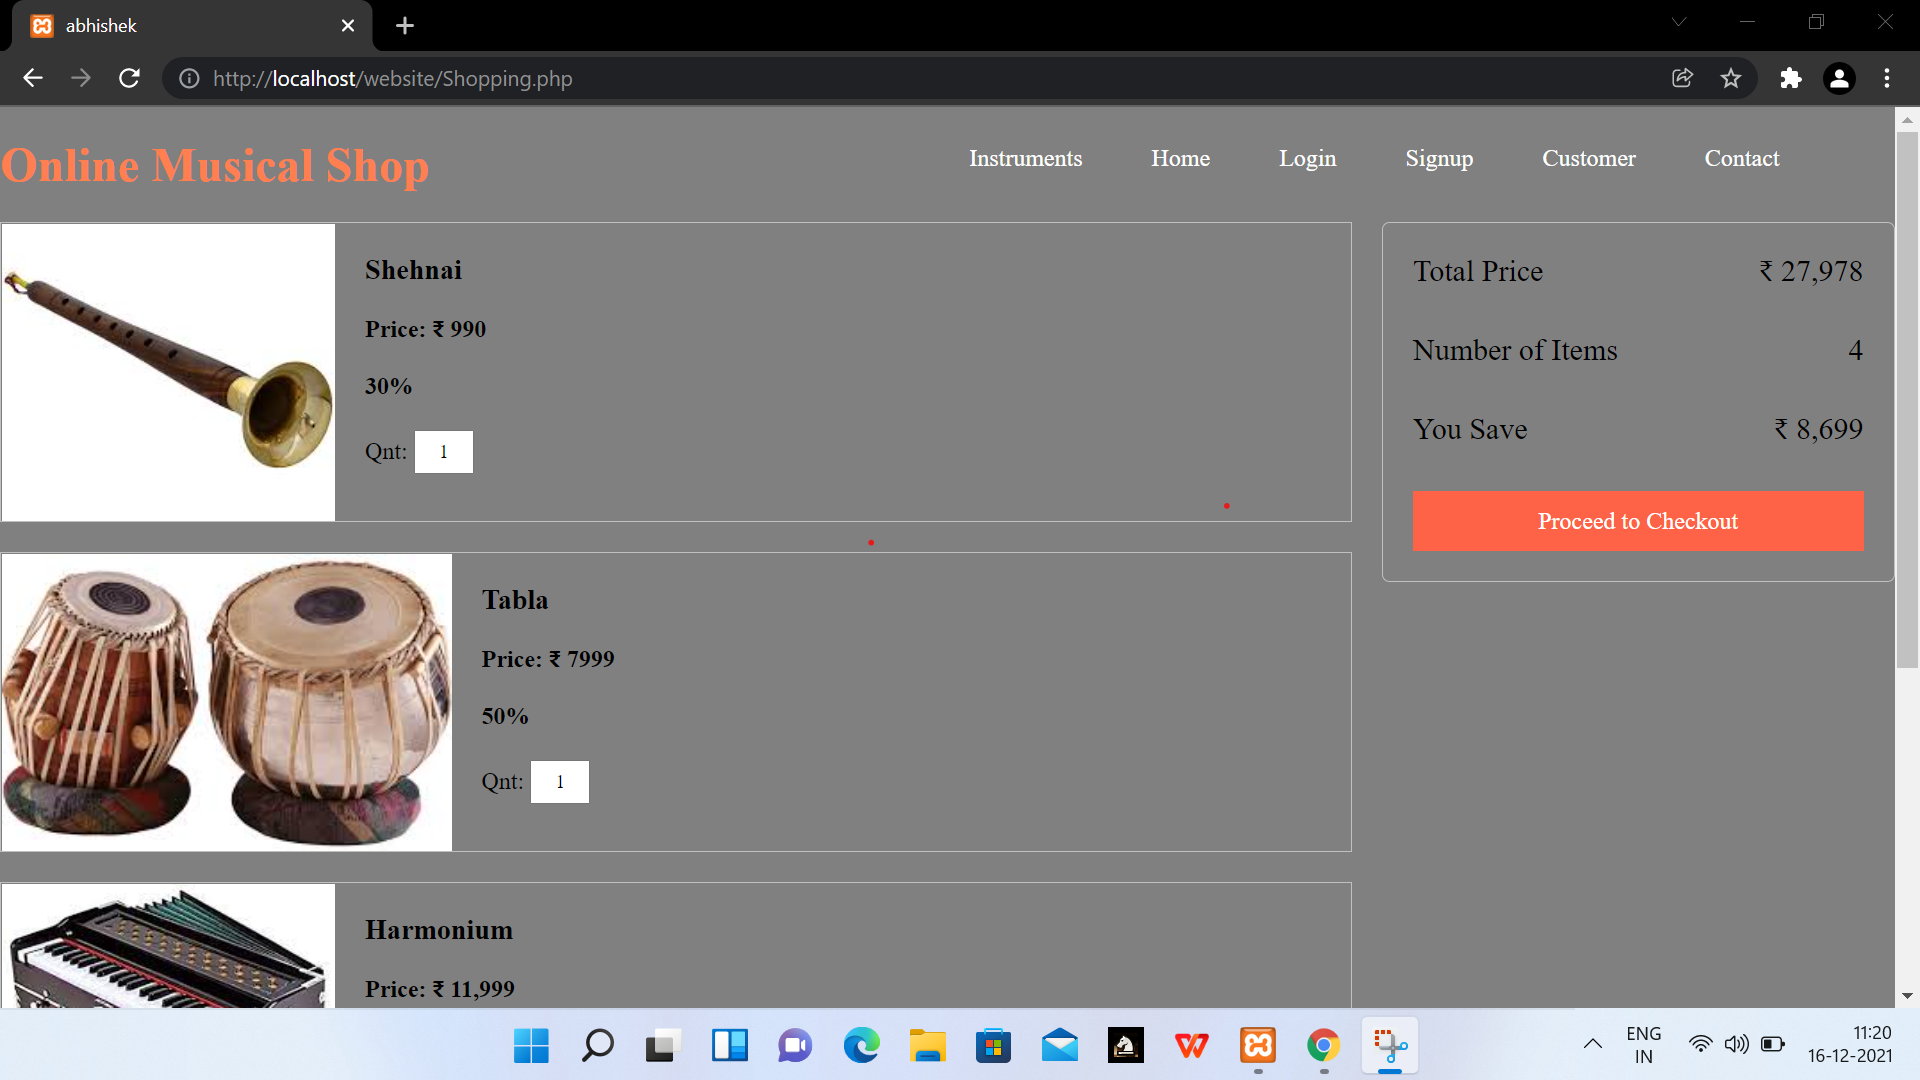 abhishek
http://localhost/website/Shopping.php
Online Musical Shop
Instruments Home Login Signup Customer Contact
Shehnai
Price: ₹ 990
30%
Qnt: 1
Total Price ₹ 27,978
Number of Items 4
You Save ₹ 8,699
Proceed to Checkout
Tabla
Price: ₹ 7999
50%
Qnt: 1
Harmonium
Price: ₹ 11,999
ENG
IN
11:20
16-12-2021